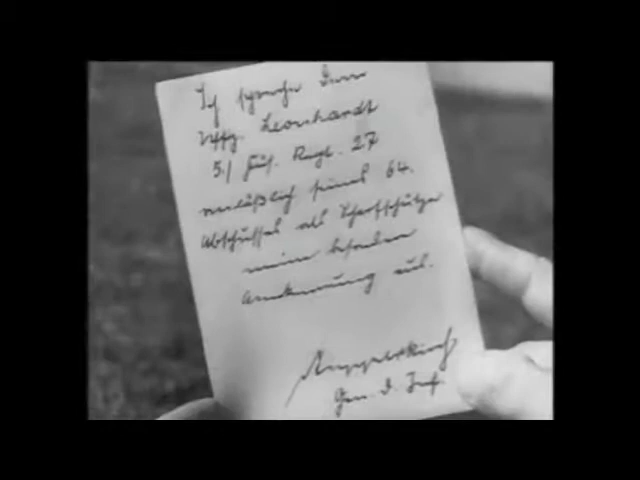 Ich spreche dem
Uffz. Leonhardt
5./ Füs. Regt. 27
anläßlich seines 64.
Abschusses als Scharfschütze
meine besondere
Anerkennung aus.
Gen. d. Inf.